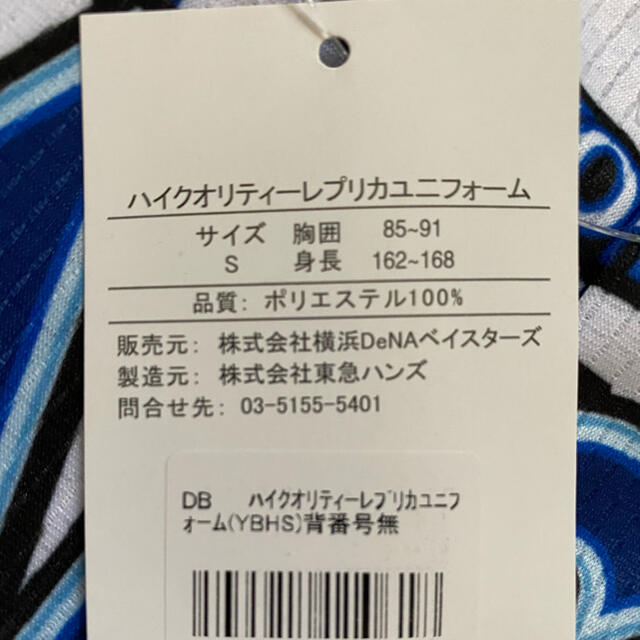 ハイクオリティーレプリカユニフォーム
サイズ 胸囲 85~91
S 身長 162~168
品質: ポリエステル100%
販売元: 株式会社横浜DeNAベイスターズ
製造元: 株式会社東急ハンズ
問合せ先: 03-5155-5401
DB ﾊｲｸｵﾘﾃｨｰﾚﾌﾟﾘｶﾕﾆﾌ
ｫｰﾑ(YBHS)背番号無